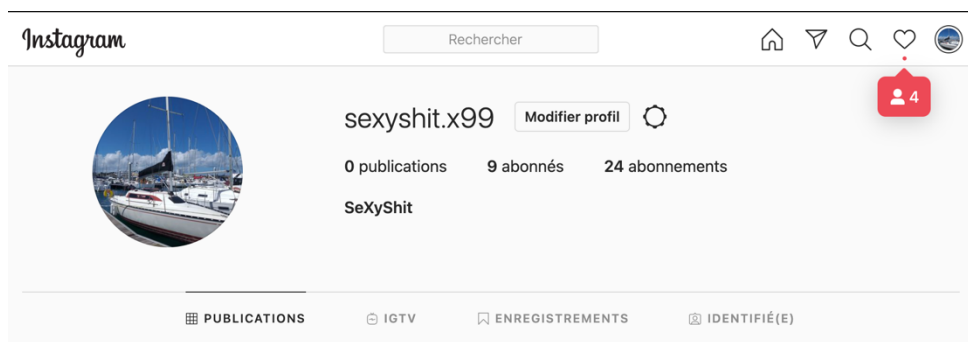 Instagram
Rechercher
4
sexyshit.x99 Modifier profil
0 publications 9 abonnés 24 abonnements
SeXyShit
PUBLICATIONS IGTV ENREGISTREMENTS IDENTIFIÉ(E)